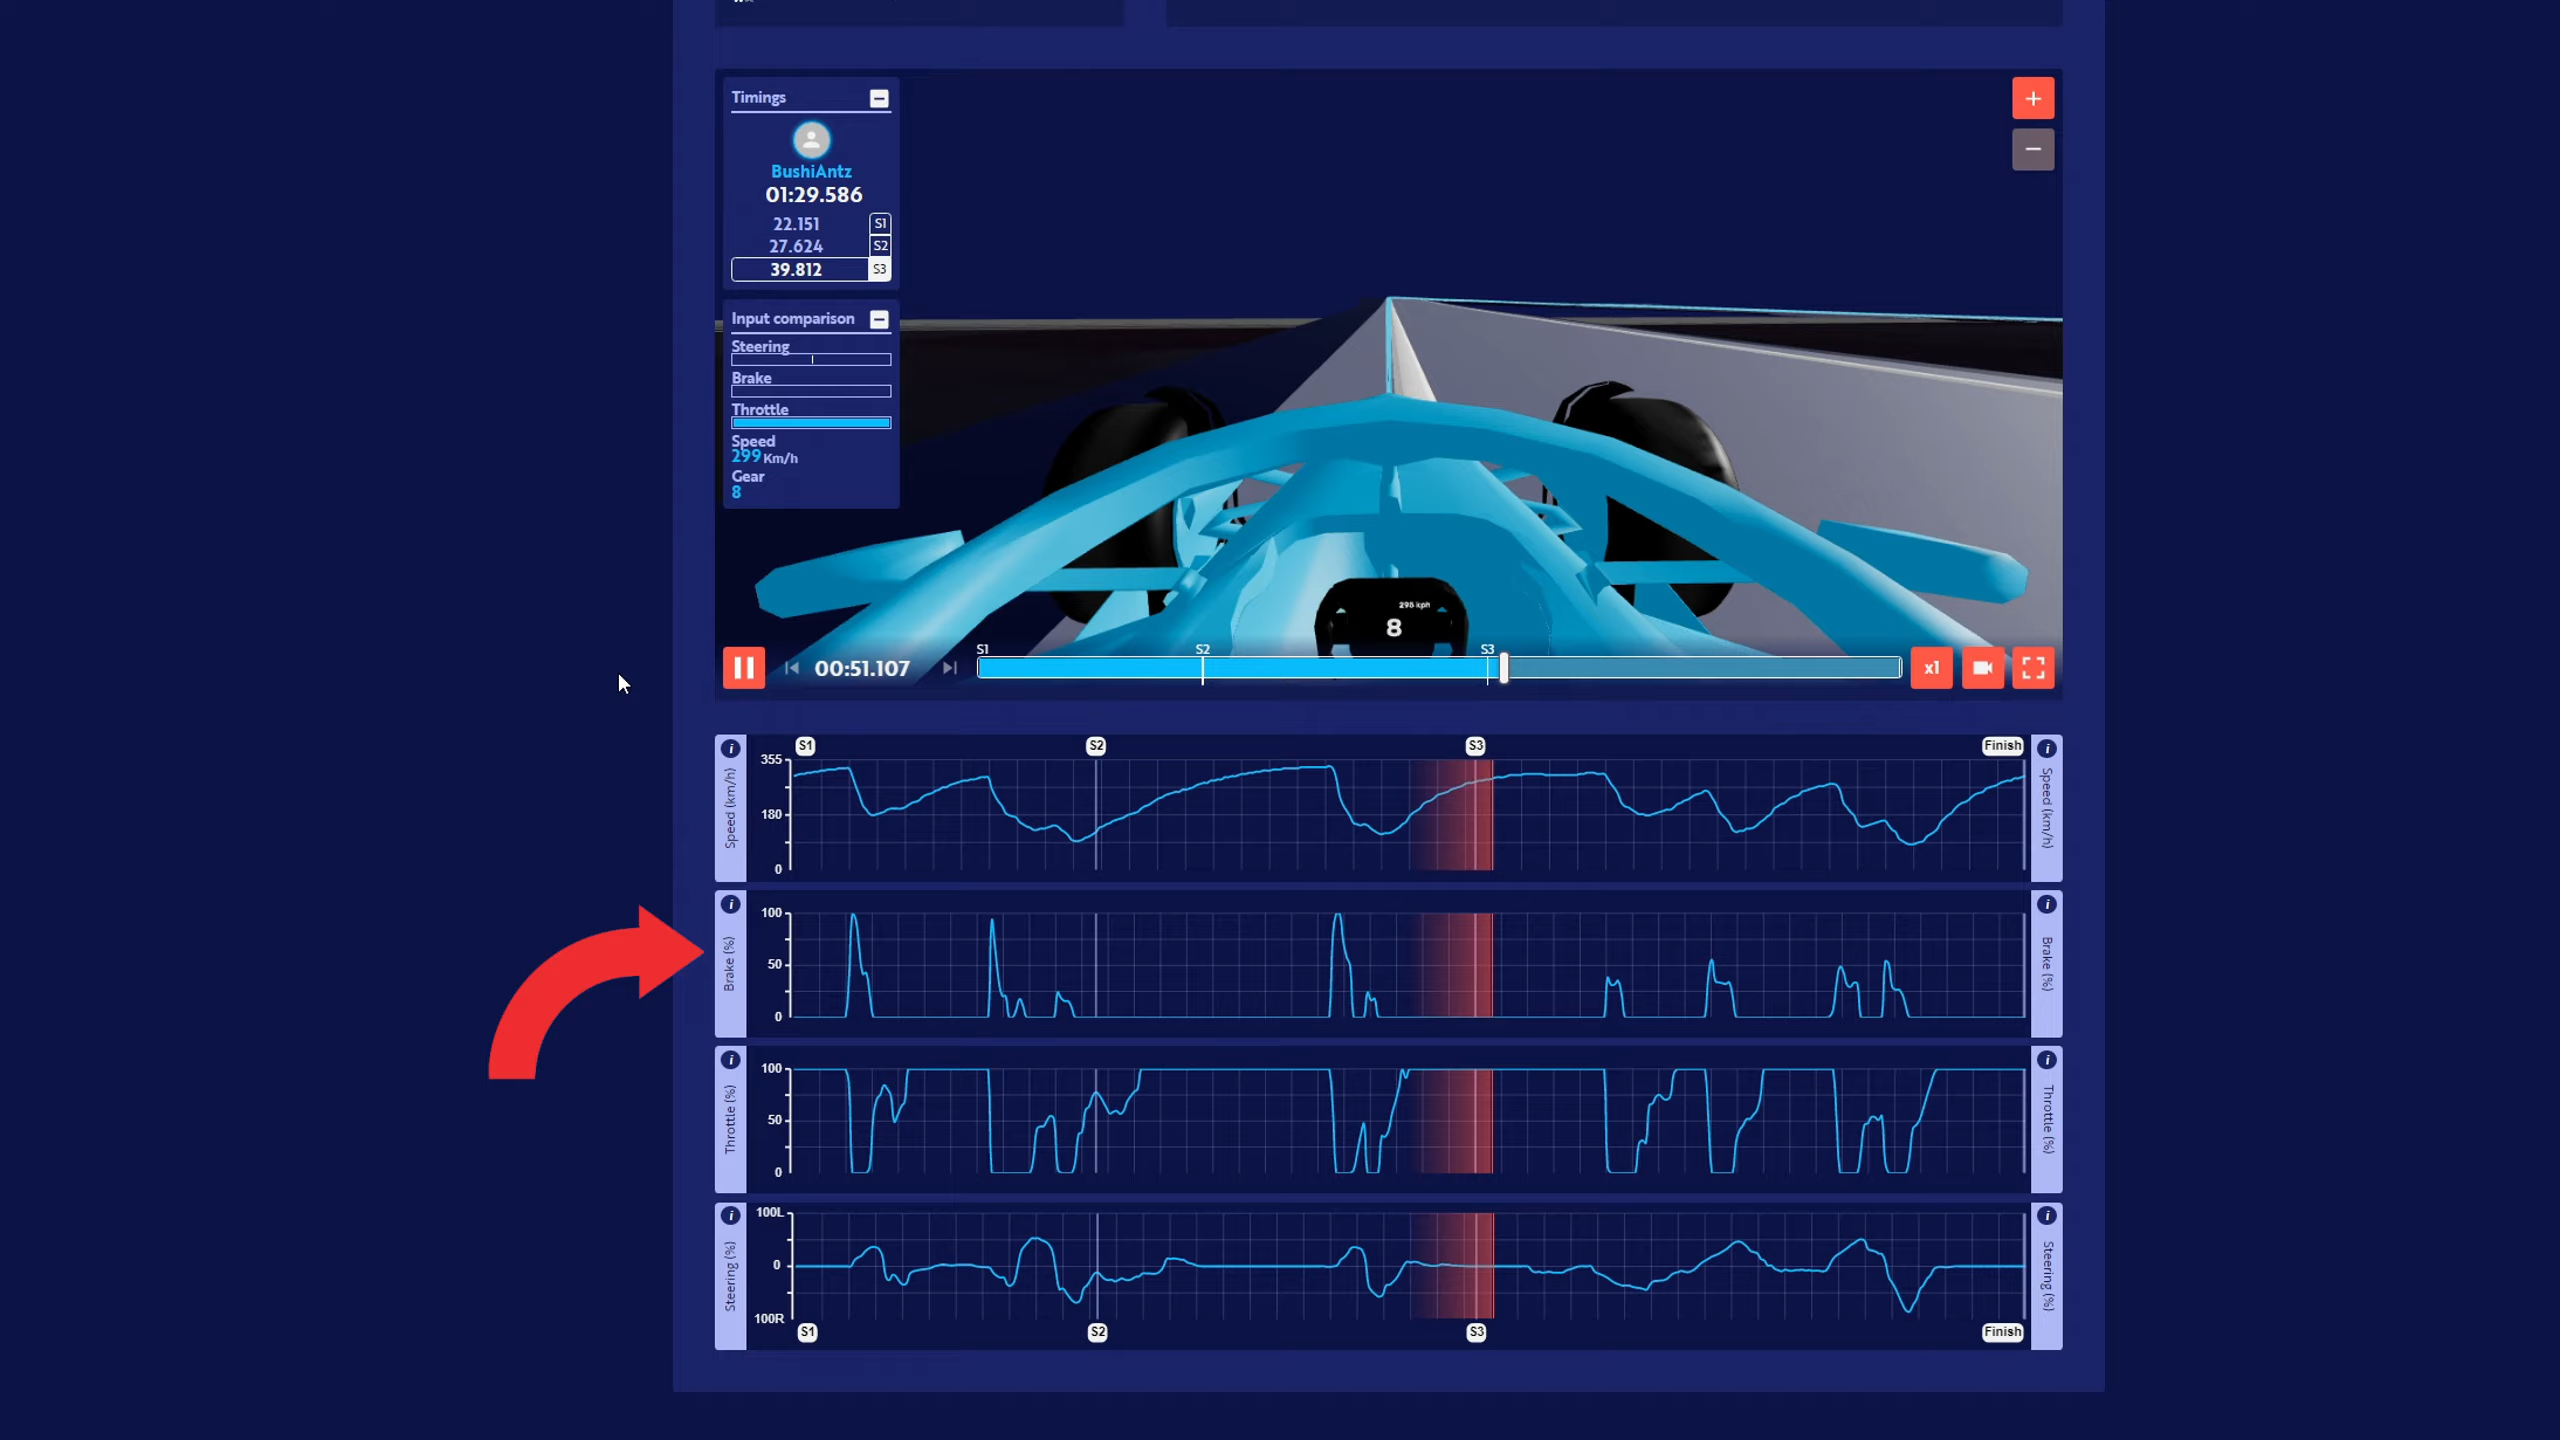 Timings
BushiAntz
01:29.586
22.151 S1
27.624 S2
39.812 S3
Input comparison
Steering
Brake
Throttle
Speed
299 Km/h
Gear
8
295 kph
8
00:51.107
S1 S2 S3
x1
S1 S2 S3 Finish
Speed (km/h)
355
180
0
Speed (km/h)
Brake (%)
100
50
0
Brake (%)
Throttle (%)
100
50
0
Throttle (%)
Steering (%)
100L
0
100R
Steering (%)
S1 S2 S3 Finish